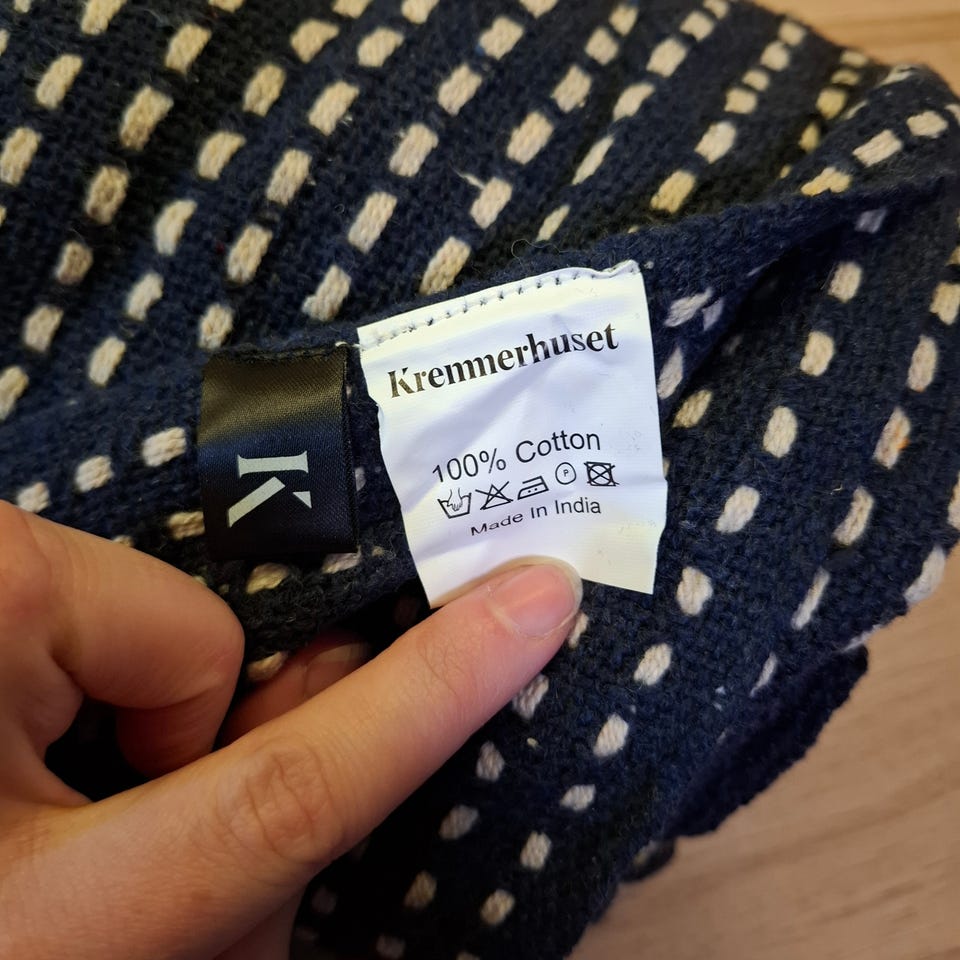 K
Kremmerhuset
100% Cotton
P
Made In India